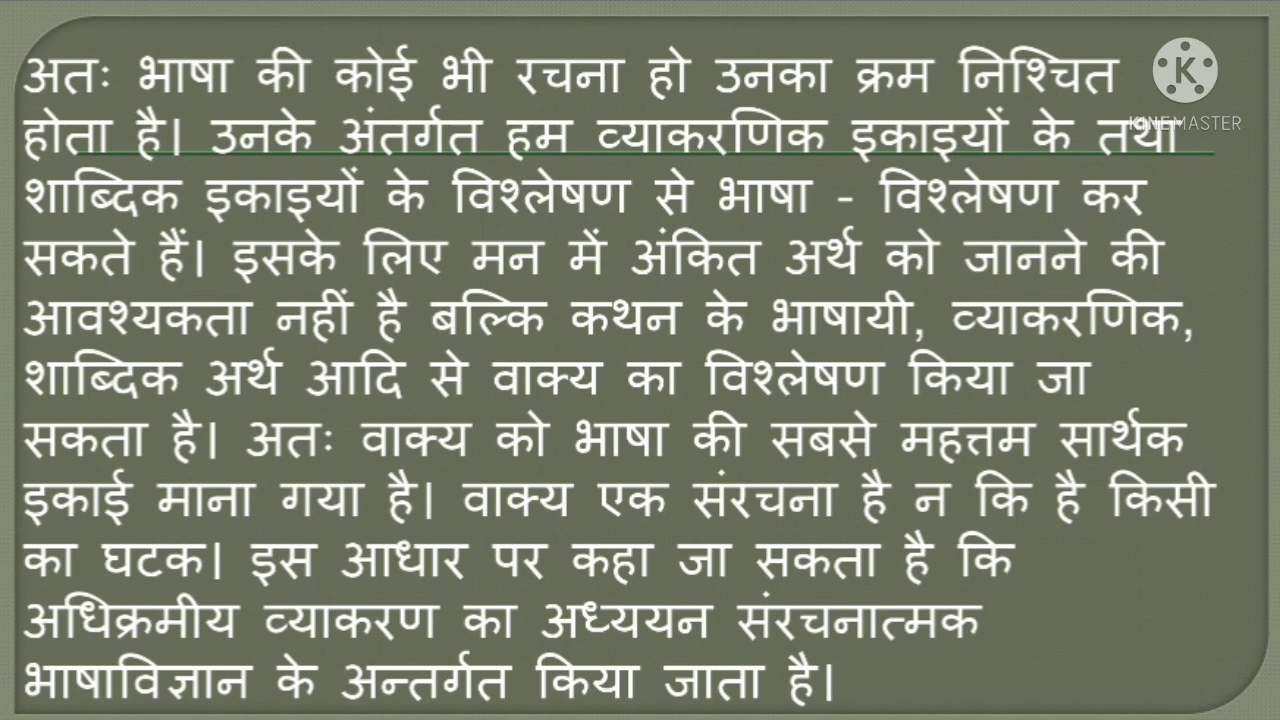 अतः भाषा की कोई भी रचना हो उनका क्रम निश्चित
होता है। उनके अंतर्गत हम व्याकरणिक इकाइयों के तथा
शाब्दिक इकाइयों के विश्लेषण से भाषा - विश्लेषण कर
सकते हैं। इसके लिए मन में अंकित अर्थ को जानने की
आवश्यकता नहीं है बल्कि कथन के भाषायी, व्याकरणिक,
शाब्दिक अर्थ आदि से वाक्य का विश्लेषण किया जा
सकता है। अतः वाक्य को भाषा की सबसे महत्तम सार्थक
इकाई माना गया है। वाक्य एक संरचना है न कि है किसी
का घटक। इस आधार पर कहा जा सकता है कि
अधिक्रमीय व्याकरण का अध्ययन संरचनात्मक
भाषाविज्ञान के अन्तर्गत किया जाता है।
K
KINEMASTER